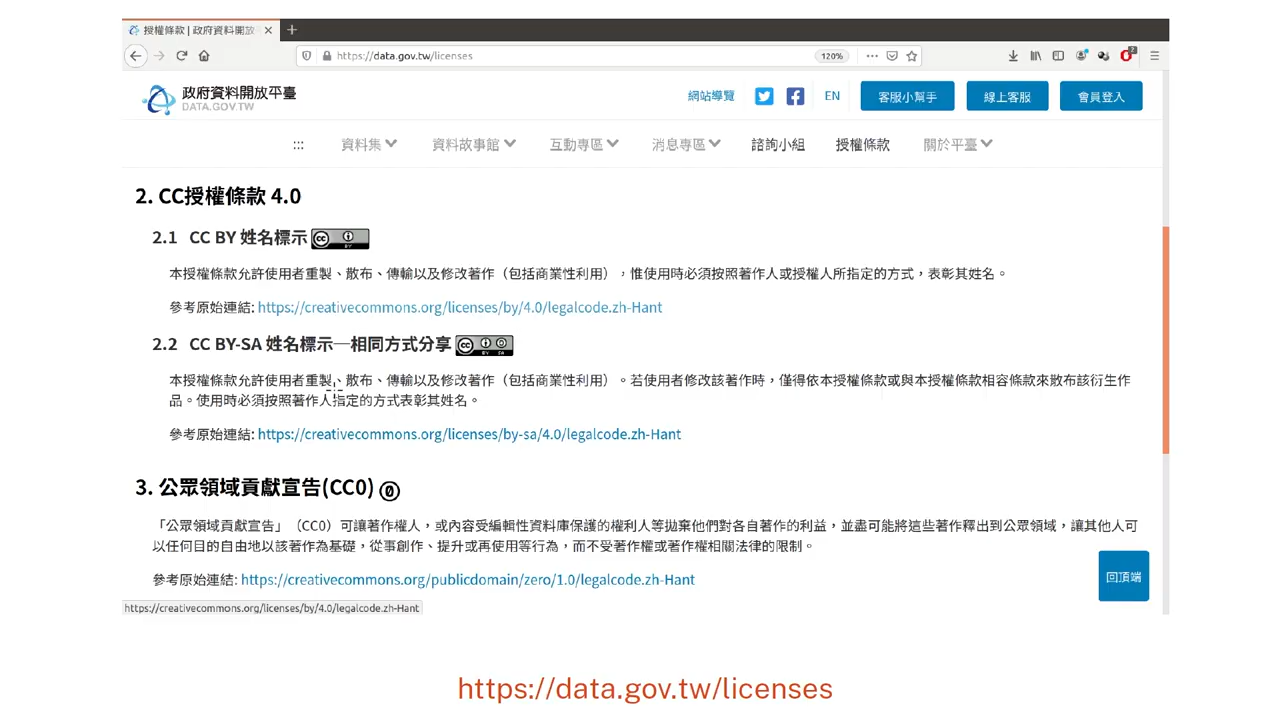 授權條款 | 政府資料開放
https://data.gov.tw/licenses
120%
政府資料開放平臺
DATA.GOV.TW
網站導覽
EN
客服小幫手
線上客服
會員登入
:::
資料集
資料故事館
互動專區
消息專區
諮詢小組
授權條款
關於平臺
2. CC授權條款 4.0
2.1 CC BY 姓名標示
本授權條款允許使用者重製、散布、傳輸以及修改著作（包括商業性利用），惟使用時必須按照著作人或授權人所指定的方式，表彰其姓名。
參考原始連結: https://creativecommons.org/licenses/by/4.0/legalcode.zh-Hant
2.2 CC BY-SA 姓名標示─相同方式分享
本授權條款允許使用者重製、散布、傳輸以及修改著作（包括商業性利用）。若使用者修改該著作時，僅得依本授權條款或與本授權條款相容條款來散布該衍生作
品。使用時必須按照著作人指定的方式表彰其姓名。
參考原始連結: https://creativecommons.org/licenses/by-sa/4.0/legalcode.zh-Hant
3. 公眾領域貢獻宣告(CC0)
「公眾領域貢獻宣告」（CC0）可讓著作權人，或內容受編輯性資料庫保護的權利人等拋棄他們對各自著作的利益，並盡可能將這些著作釋出到公眾領域，讓其他人可
以任何目的自由地以該著作為基礎，從事創作、提升或再使用等行為，而不受著作權或著作權相關法律的限制。
參考原始連結: https://creativecommons.org/publicdomain/zero/1.0/legalcode.zh-Hant
回頂端
https://creativecommons.org/licenses/by/4.0/legalcode.zh-Hant
https://data.gov.tw/licenses